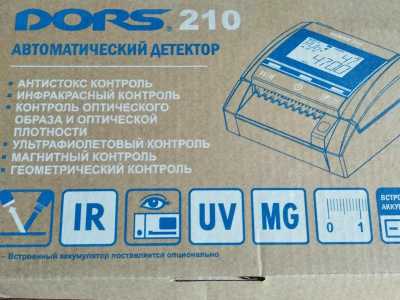 DORS 210
АВТОМАТИЧЕСКИЙ ДЕТЕКТОР
• АНТИСТОКС КОНТРОЛЬ
• ИНФРАКРАСНЫЙ КОНТРОЛЬ
• КОНТРОЛЬ ОПТИЧЕСКОГО
ОБРАЗА И ОПТИЧЕСКОЙ
ПЛОТНОСТИ
• УЛЬТРАФИОЛЕТОВЫЙ КОНТРОЛЬ
• МАГНИТНЫЙ КОНТРОЛЬ
• ГЕОМЕТРИЧЕСКИЙ КОНТРОЛЬ
4200
IR
UV
MG
0 1
- Встроенный аккумулятор поставляется опционально